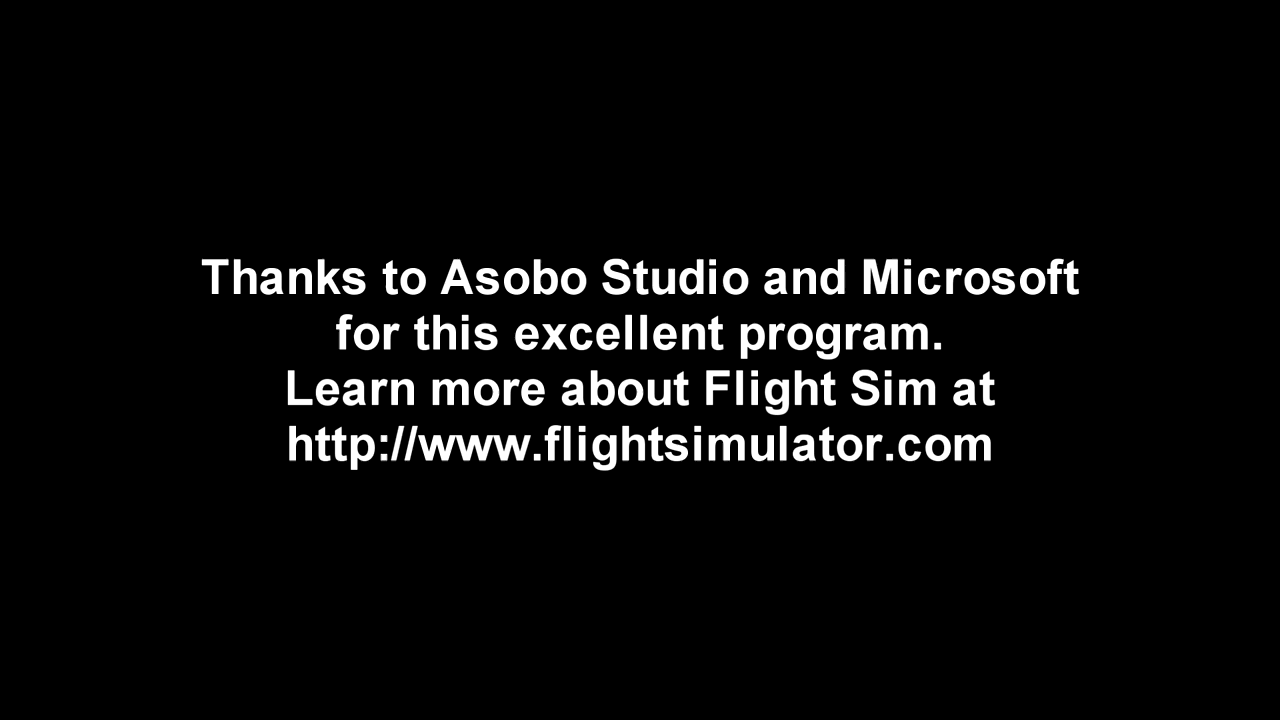 Thanks to Asobo Studio and Microsoft
for this excellent program.
Learn more about Flight Sim at
http://www.flightsimulator.com